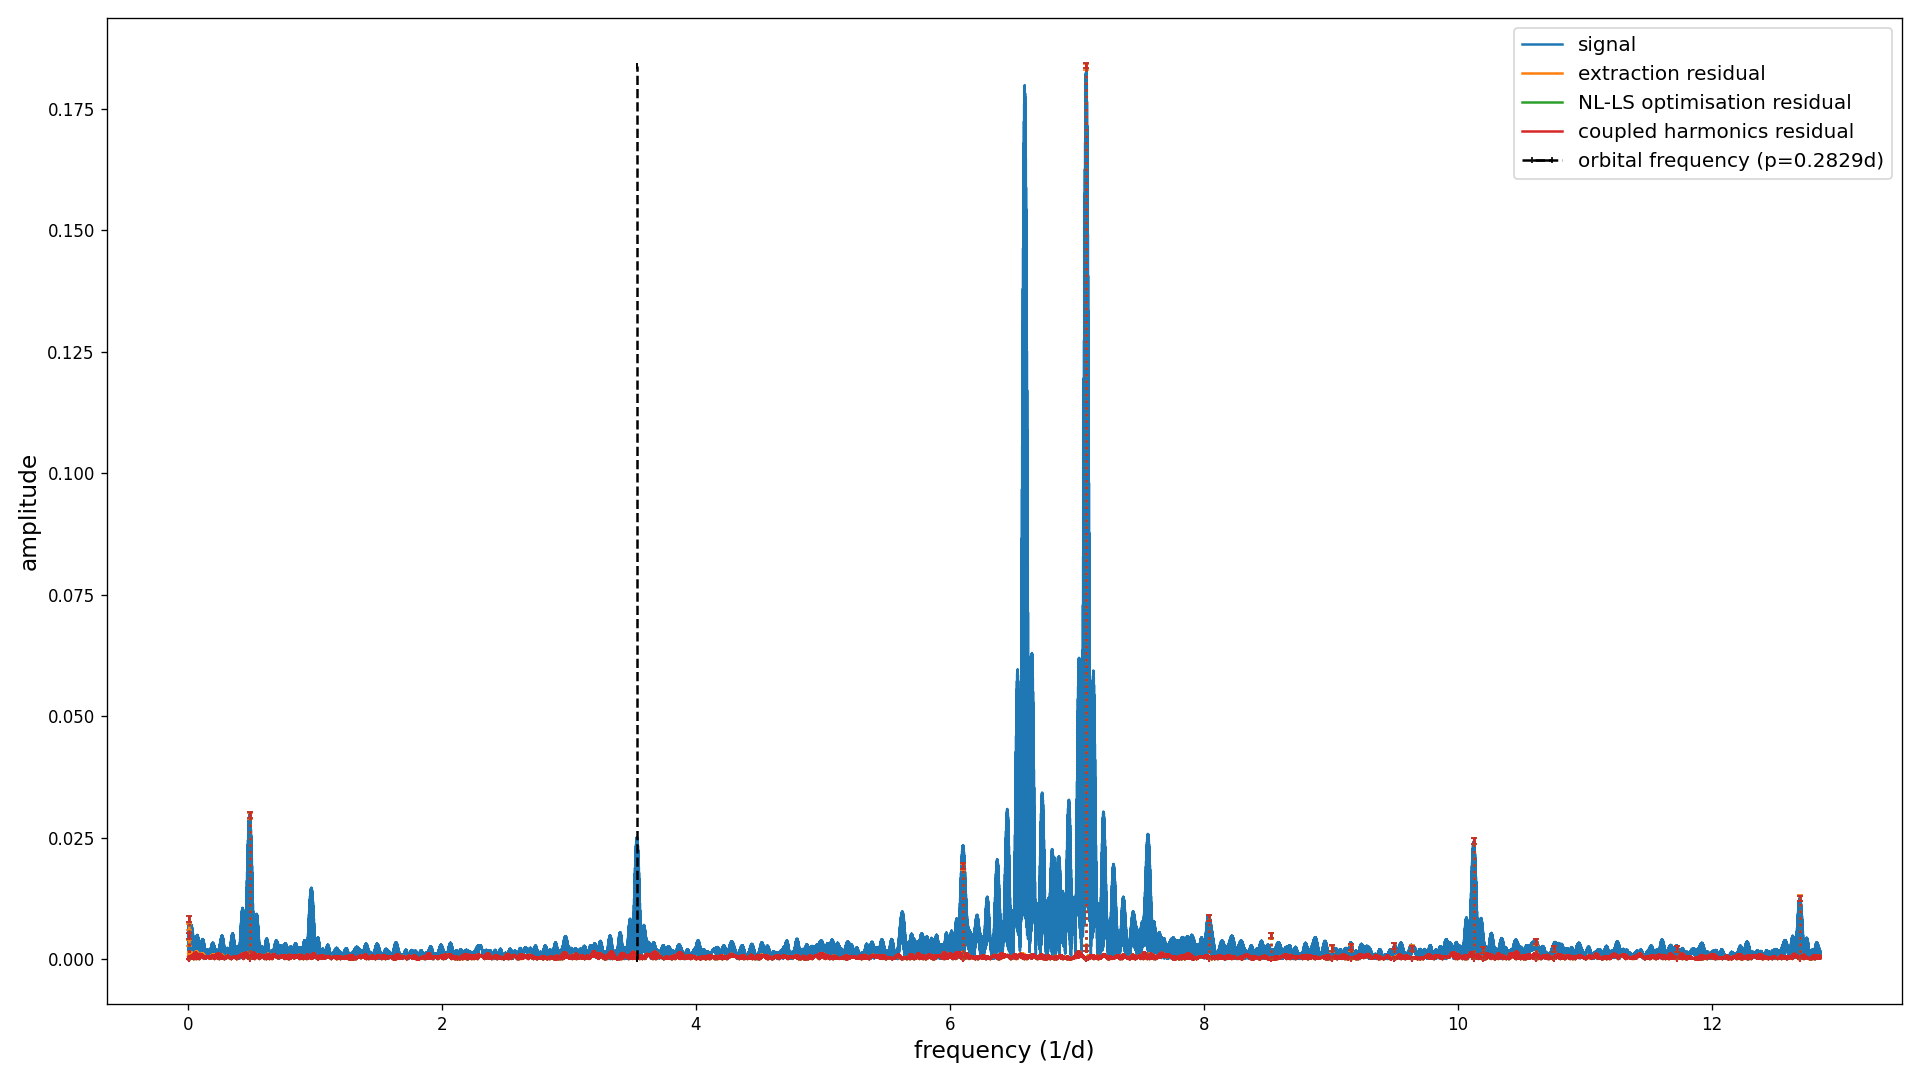 signal
extraction residual
NL-LS optimisation residual
coupled harmonics residual
orbital frequency (p=0.2829d)
amplitude
0.175
0.150
0.125
0.100
0.075
0.050
0.025
0.000
0 2 4 6 8 10 12
frequency (1/d)